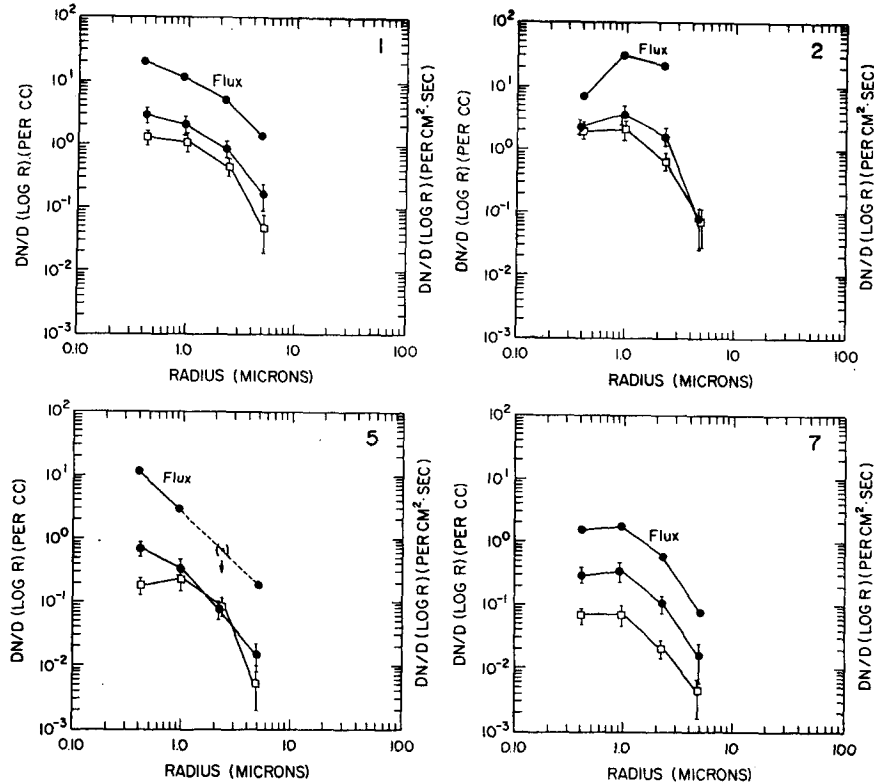 1
Flux
DN/D (LOG R) (PER CC)
DN/D (LOG R) (PER CM²·SEC)
10²
10¹
10⁰
10⁻¹
10⁻²
10⁻³
0.10
1.0
10
100
RADIUS (MICRONS)
2
Flux
DN/D (LOG R) (PER CC)
DN/D (LOG R) (PER CM²·SEC)
10²
10¹
10⁰
10⁻¹
10⁻²
10⁻³
0.10
1.0
10
100
RADIUS (MICRONS)
5
Flux
(-)
DN/D (LOG R) (PER CC)
DN/D (LOG R) (PER CM²·SEC)
10²
10¹
10⁰
10⁻¹
10⁻²
10⁻³
0.10
1.0
10
100
RADIUS (MICRONS)
7
Flux
DN/D (LOG R) (PER CC)
DN/D (LOG R) (PER CM²·SEC)
10²
10¹
10⁰
10⁻¹
10⁻²
10⁻³
0.10
1.0
10
100
RADIUS (MICRONS)